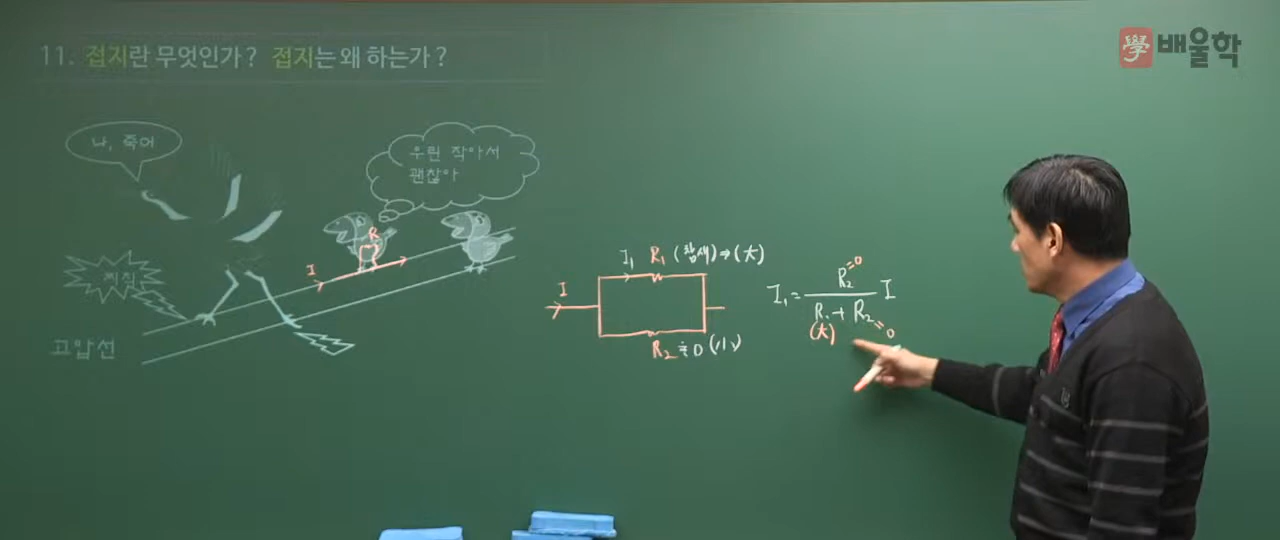 11. 접지란 무엇인가? 접지는 왜 하는가?
學 배울학
나, 죽어
우린 작아서
괜찮아
찌직
고압선
I
R
I
I₁ R₁ (참새) ⇒ (大)
R₂ ≒ 0 (小)
I₁ = R₂ / (R₁ + R₂) I
= 0
(大)
= 0